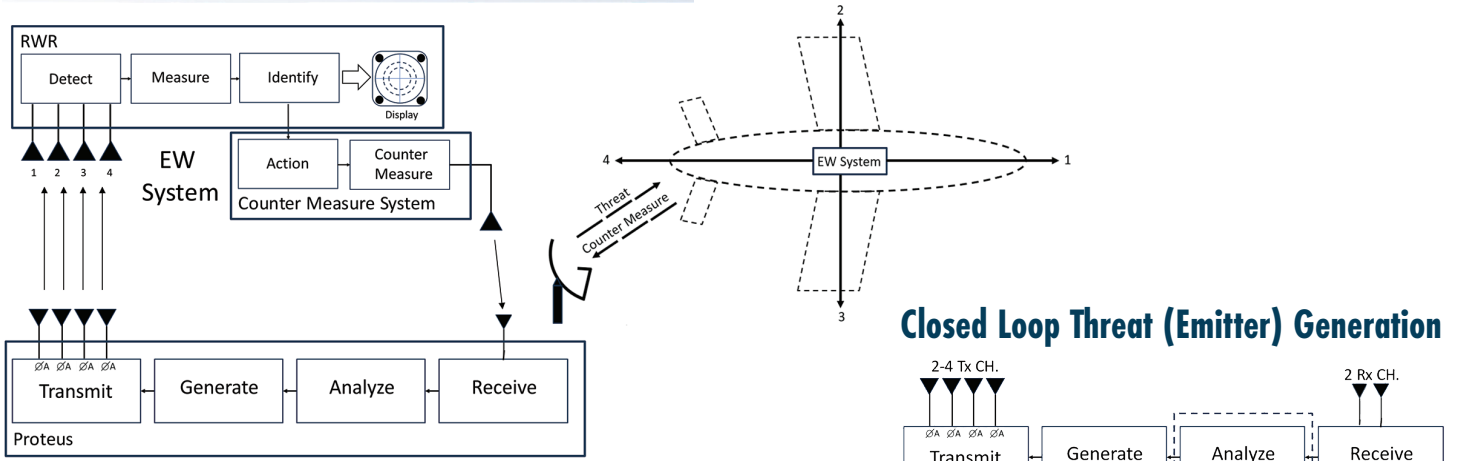 RWR
Detect
Measure
Identify
Display
1 2 3 4
EW
System
Action
Counter
Measure
Counter Measure System
ØA ØA ØA ØA
Transmit
Generate
Analyze
Receive
Proteus
2
4
EW System
1
3
Threat
Counter Measure
Closed Loop Threat (Emitter) Generation
2-4 Tx CH.
2 Rx CH.
ØA ØA ØA ØA
Transmit
Generate
Analyze
Receive